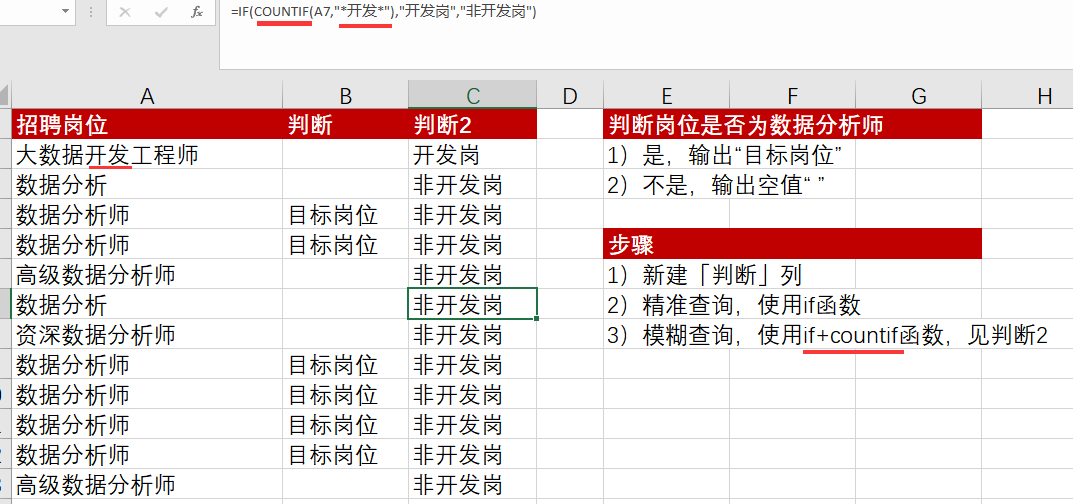 fx =IF(COUNTIF(A7,"*开发*"),"开发岗","非开发岗")
A B C D E F G H
招聘岗位 判断 判断2 判断岗位是否为数据分析师
大数据开发工程师 开发岗 1）是，输出“目标岗位”
数据分析 非开发岗 2）不是，输出空值“ ”
数据分析师 目标岗位 非开发岗
数据分析师 目标岗位 非开发岗 步骤
高级数据分析师 非开发岗 1）新建「判断」列
数据分析 非开发岗 2）精准查询，使用if函数
资深数据分析师 非开发岗 3）模糊查询，使用if+countif函数，见判断2
数据分析师 目标岗位 非开发岗
数据分析师 目标岗位 非开发岗
数据分析师 目标岗位 非开发岗
数据分析师 目标岗位 非开发岗
高级数据分析师 非开发岗